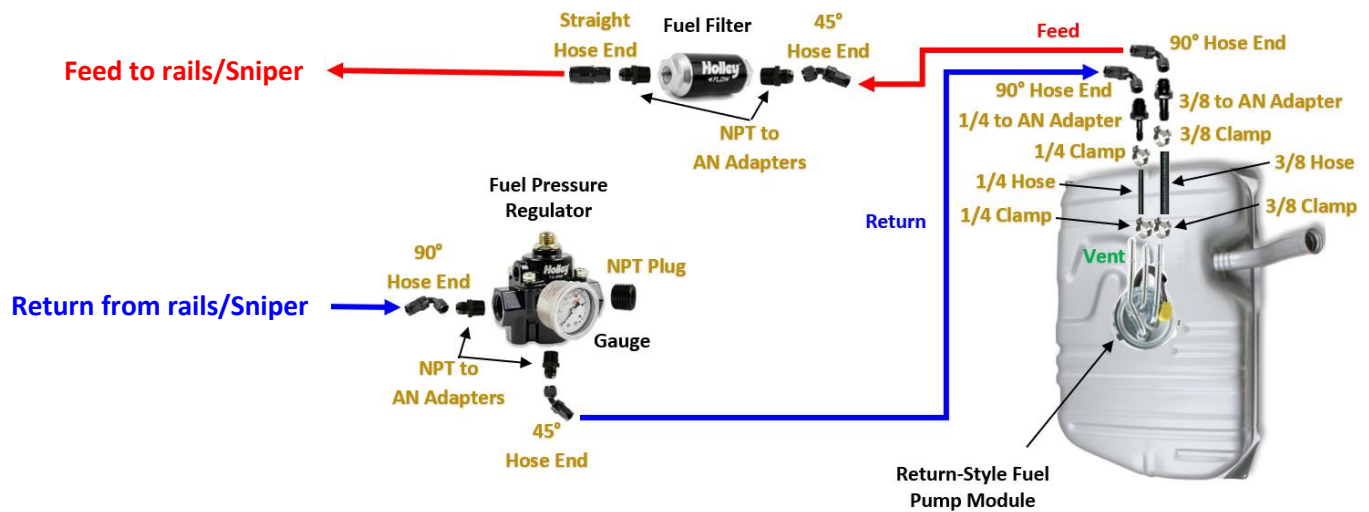 Straight
Hose End
Fuel Filter
45°
Hose End
Feed
90° Hose End
Feed to rails/Sniper
Holley
FLOW
90° Hose End
3/8 to AN Adapter
1/4 to AN Adapter
NPT to
AN Adapters
3/8 Clamp
1/4 Clamp
3/8 Hose
1/4 Hose
Fuel Pressure
Regulator
Return
1/4 Clamp
3/8 Clamp
Vent
90°
Hose End
Holley
NPT Plug
Return from rails/Sniper
Gauge
NPT to
AN Adapters
45°
Hose End
Return-Style Fuel
Pump Module